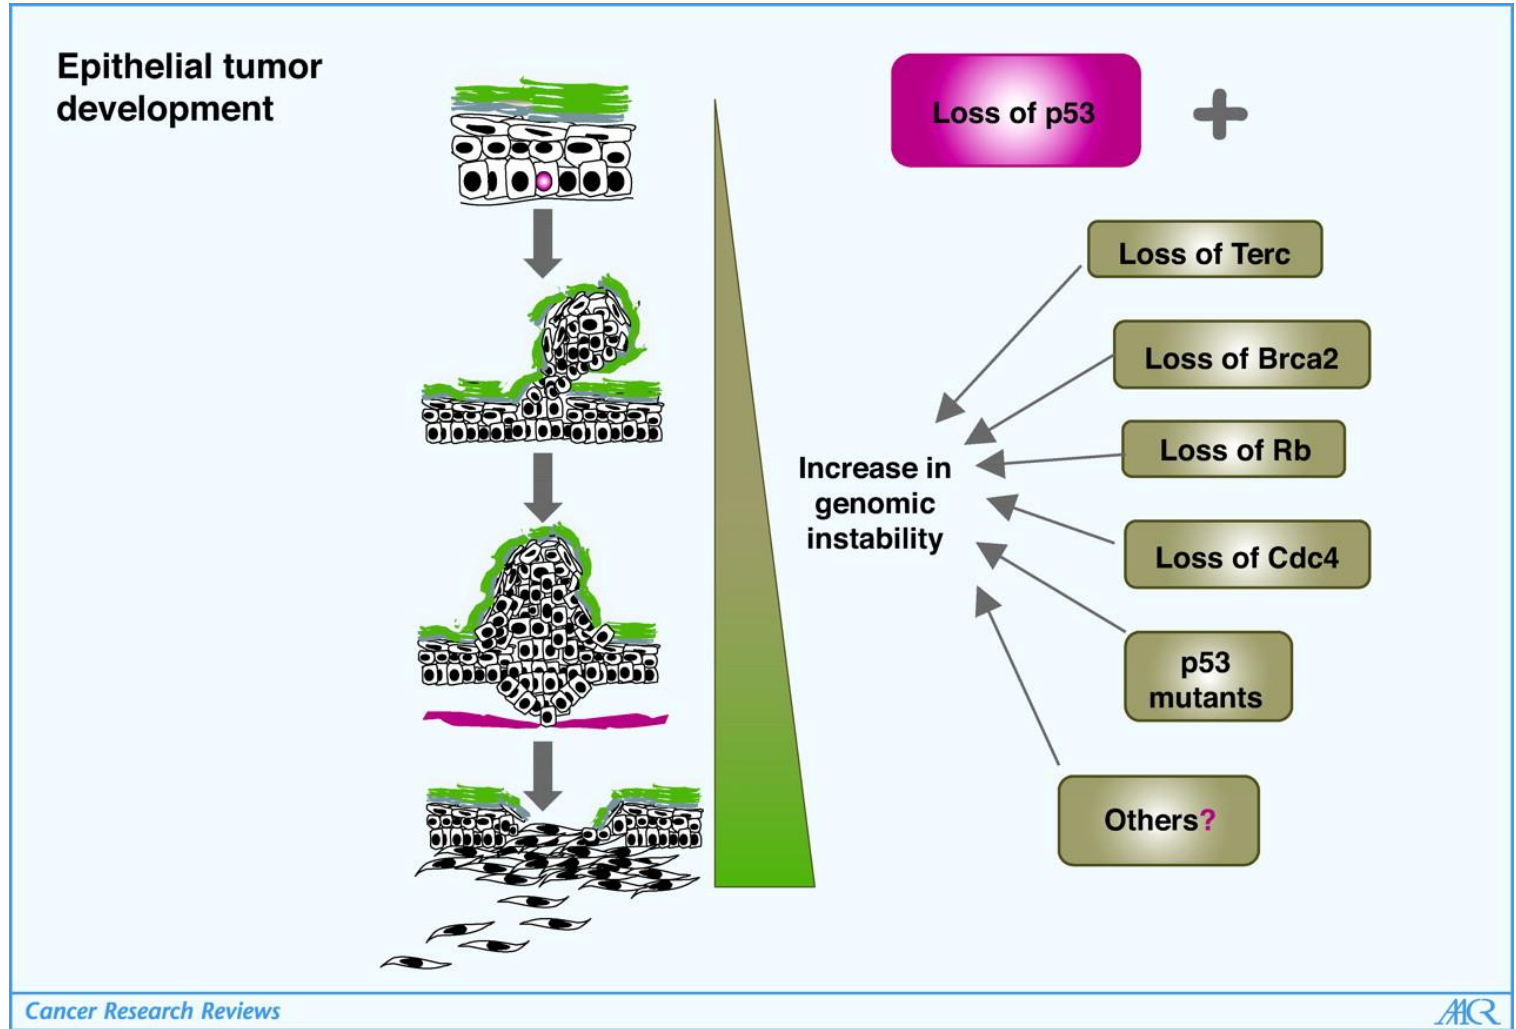 Epithelial tumor
development
Loss of p53
+
Loss of Terc
Loss of Brca2
Loss of Rb
Increase in
genomic
instability
Loss of Cdc4
p53
mutants
Others?
Cancer Research Reviews
AACR